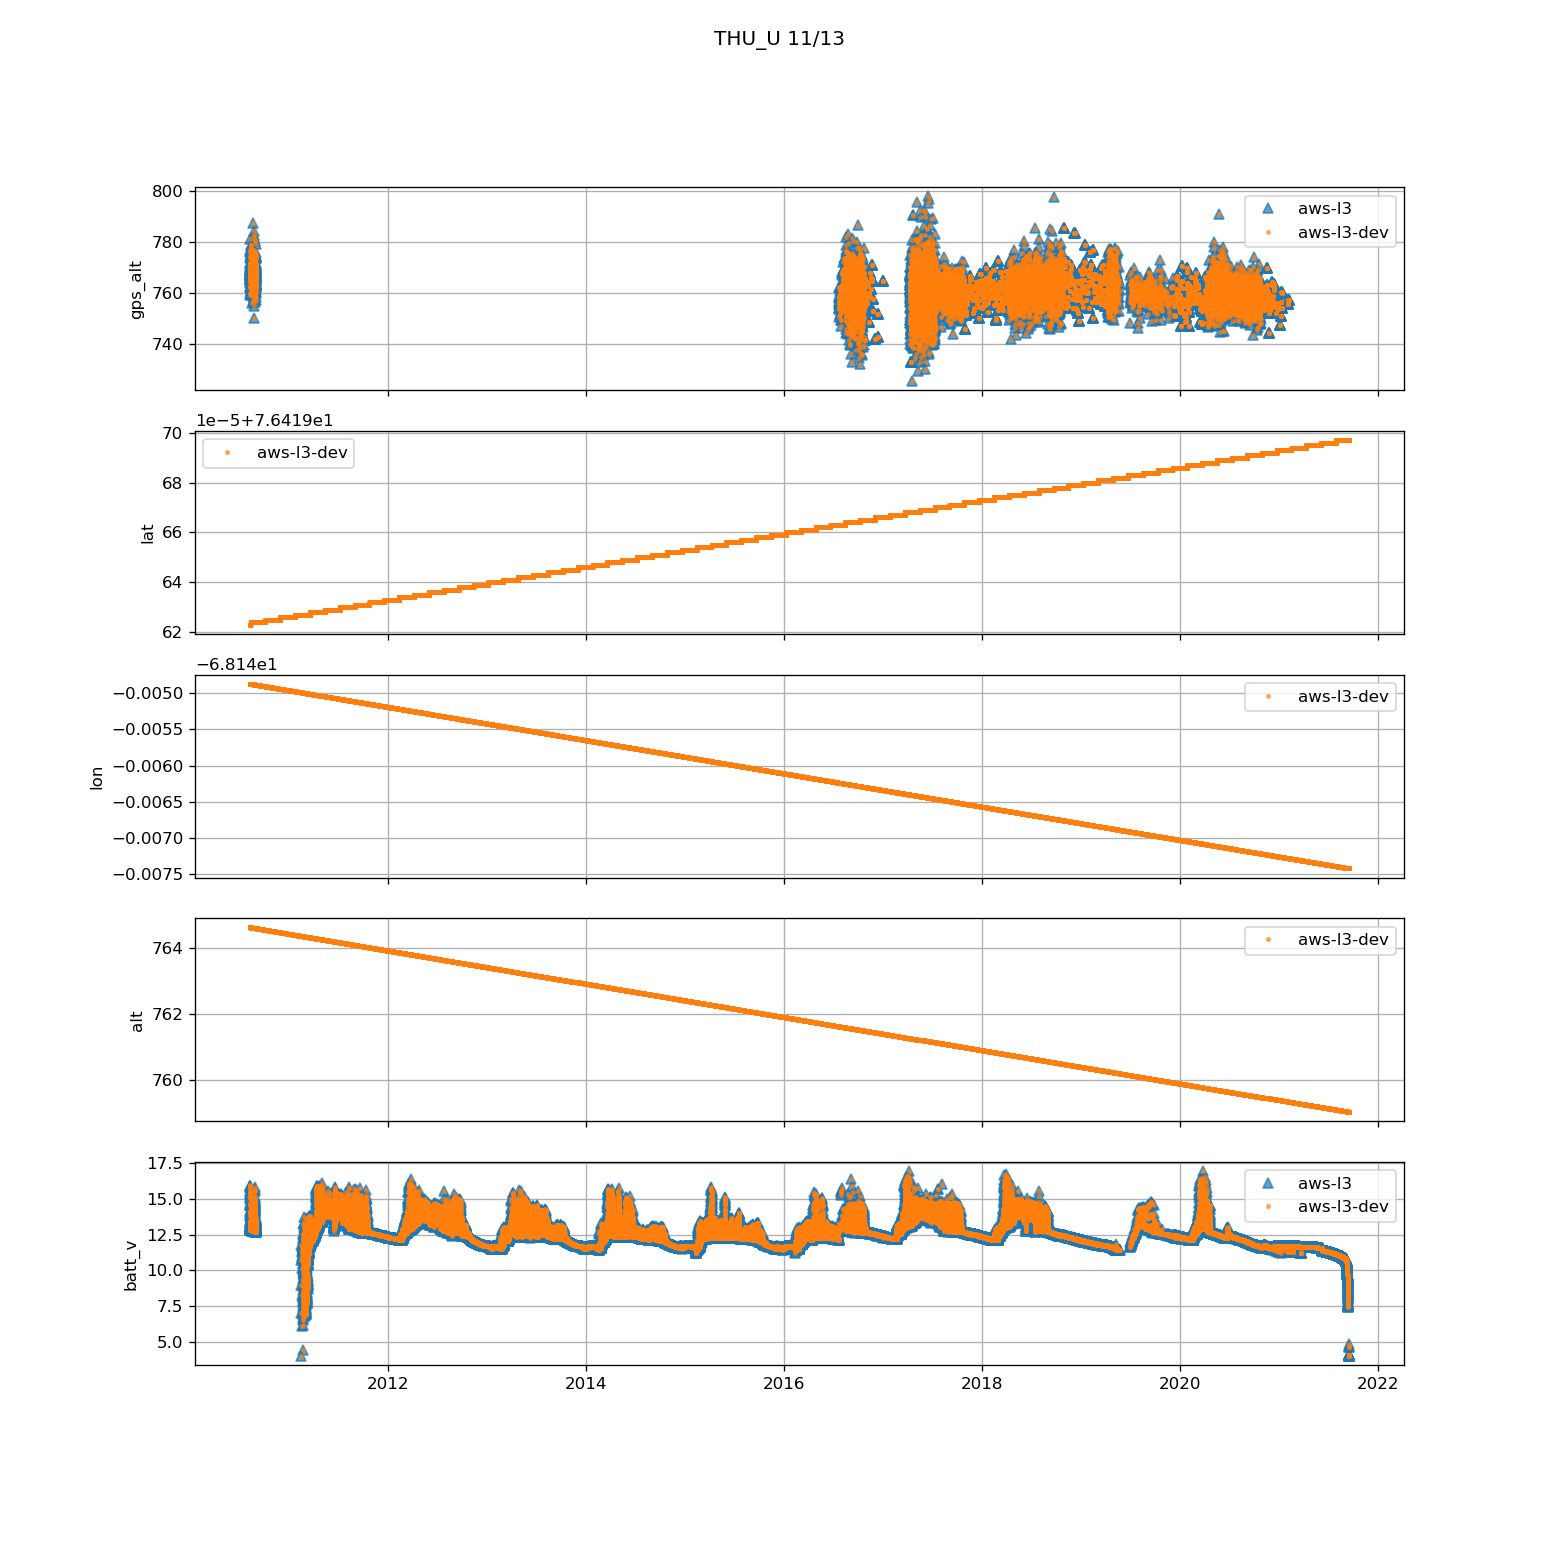 THU_U 11/13
800
780
760
740
gps_alt
aws-l3
aws-l3-dev
1e−5+7.6419e1
70
68
66
64
62
lat
aws-l3-dev
−6.814e1
−0.0050
−0.0055
−0.0060
−0.0065
−0.0070
−0.0075
lon
aws-l3-dev
764
762
760
alt
aws-l3-dev
17.5
15.0
12.5
10.0
7.5
5.0
batt_v
aws-l3
aws-l3-dev
2012 2014 2016 2018 2020 2022